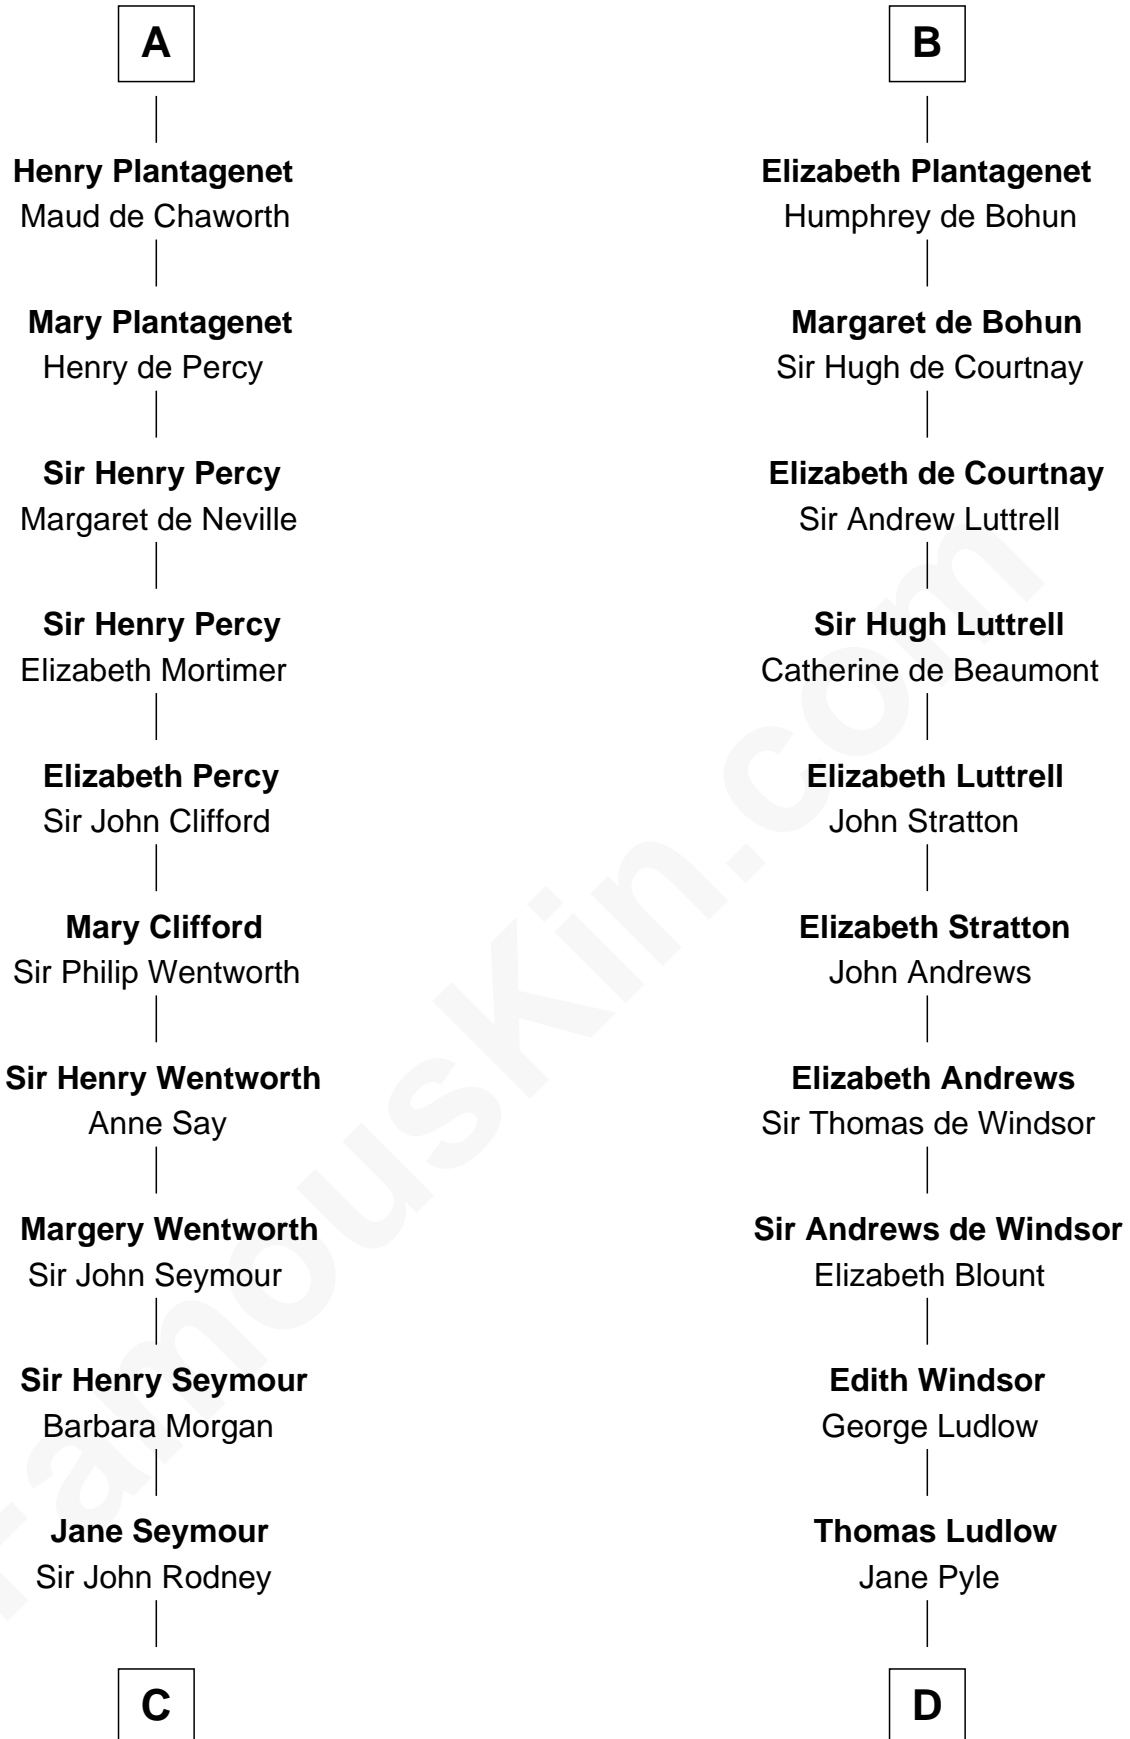 A
Henry Plantagenet
Maud de Chaworth
Mary Plantagenet
Henry de Percy
Sir Henry Percy
Margaret de Neville
Sir Henry Percy
Elizabeth Mortimer
Elizabeth Percy
Sir John Clifford
Mary Clifford
Sir Philip Wentworth
Sir Henry Wentworth
Anne Say
Margery Wentworth
Sir John Seymour
Sir Henry Seymour
Barbara Morgan
Jane Seymour
Sir John Rodney
C
B
Elizabeth Plantagenet
Humphrey de Bohun
Margaret de Bohun
Sir Hugh de Courtnay
Elizabeth de Courtnay
Sir Andrew Luttrell
Sir Hugh Luttrell
Catherine de Beaumont
Elizabeth Luttrell
John Stratton
Elizabeth Stratton
John Andrews
Elizabeth Andrews
Sir Thomas de Windsor
Sir Andrews de Windsor
Elizabeth Blount
Edith Windsor
George Ludlow
Thomas Ludlow
Jane Pyle
D
FamousKin.com